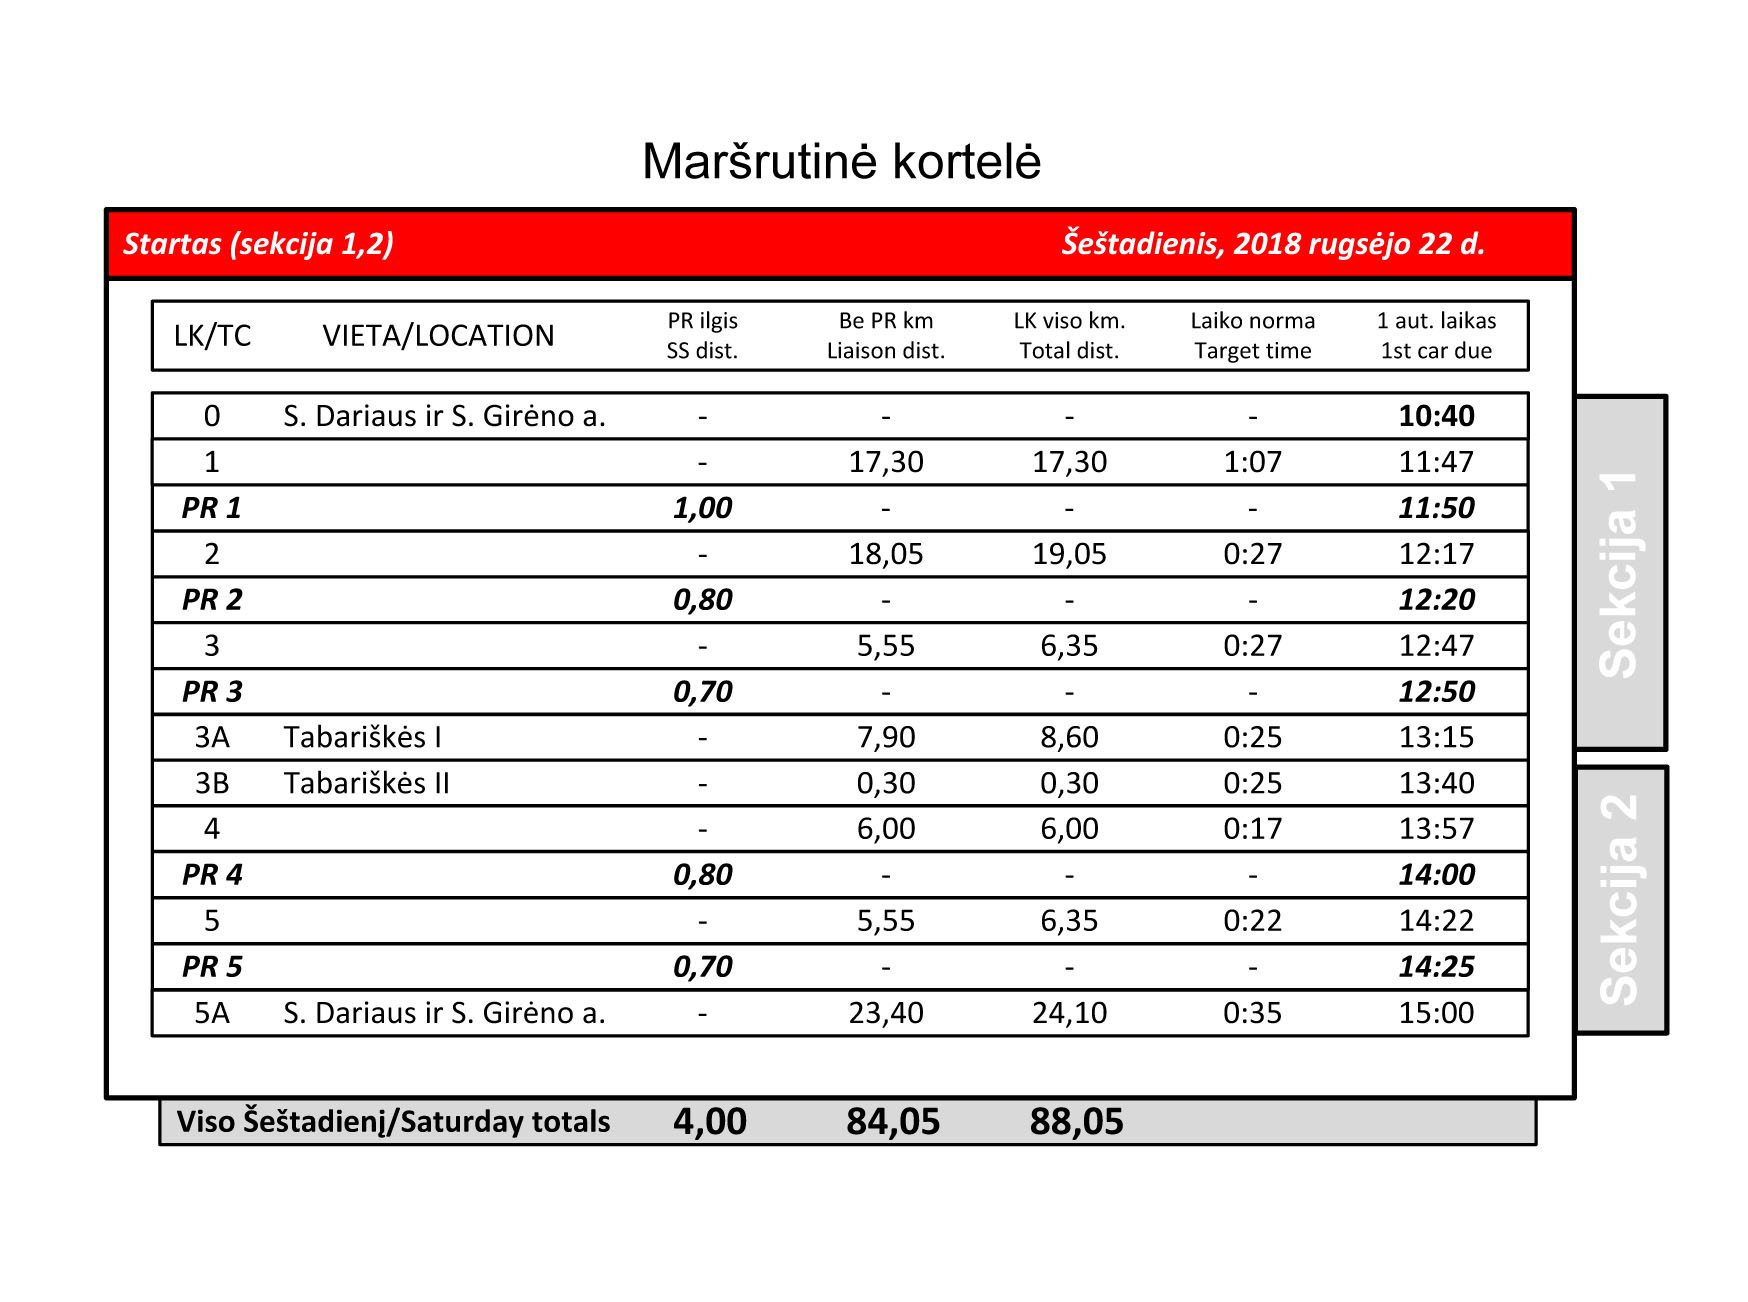 Maršrutinė kortelė
Startas (sekcija 1,2) Šeštadienis, 2018 rugsėjo 22 d.
LK/TC VIETA/LOCATION PR ilgis SS dist. Be PR km Liaison dist. LK viso km. Total dist. Laiko norma Target time 1 aut. laikas 1st car due
0 S. Dariaus ir S. Girėno a. - - - - 10:40
1 - 17,30 17,30 1:07 11:47
PR 1 1,00 - - - 11:50
2 - 18,05 19,05 0:27 12:17
PR 2 0,80 - - - 12:20
3 - 5,55 6,35 0:27 12:47
PR 3 0,70 - - - 12:50
3A Tabariškės I - 7,90 8,60 0:25 13:15
3B Tabariškės II - 0,30 0,30 0:25 13:40
4 - 6,00 6,00 0:17 13:57
PR 4 0,80 - - - 14:00
5 - 5,55 6,35 0:22 14:22
PR 5 0,70 - - - 14:25
5A S. Dariaus ir S. Girėno a. - 23,40 24,10 0:35 15:00
Viso Šeštadienį/Saturday totals 4,00 84,05 88,05
Sekcija 1
Sekcija 2